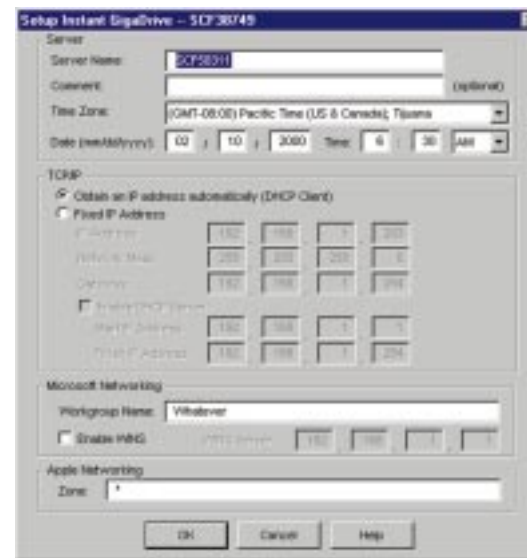 Setup Instant GigaDrive -- SCF38749
Server
Server Name:
Comment: (optional)
Time Zone: (GMT-08:00) Pacific Time (US & Canada); Tijuana
Date (mm/dd/yyyy): 02 / 10 / 2000 Time: 6 : 30 AM
TCP/IP
Obtain an IP address automatically (DHCP Client)
Fixed IP Address
IP Address: 192 . 168 . 1 .
Network Mask: 255 . 255 . 255 . 0
Gateway: 192 . 168 . 1 . 254
Enable DHCP Server
Start IP Address: 192 . 168 . 1 . 1
Finish IP Address: 192 . 168 . 1 . 254
Microsoft Networking
Workgroup Name: Whatever
Enable WINS WINS Server: 192 . 168 . 1 . 1
Apple Networking
Zone: *
OK Cancel Help